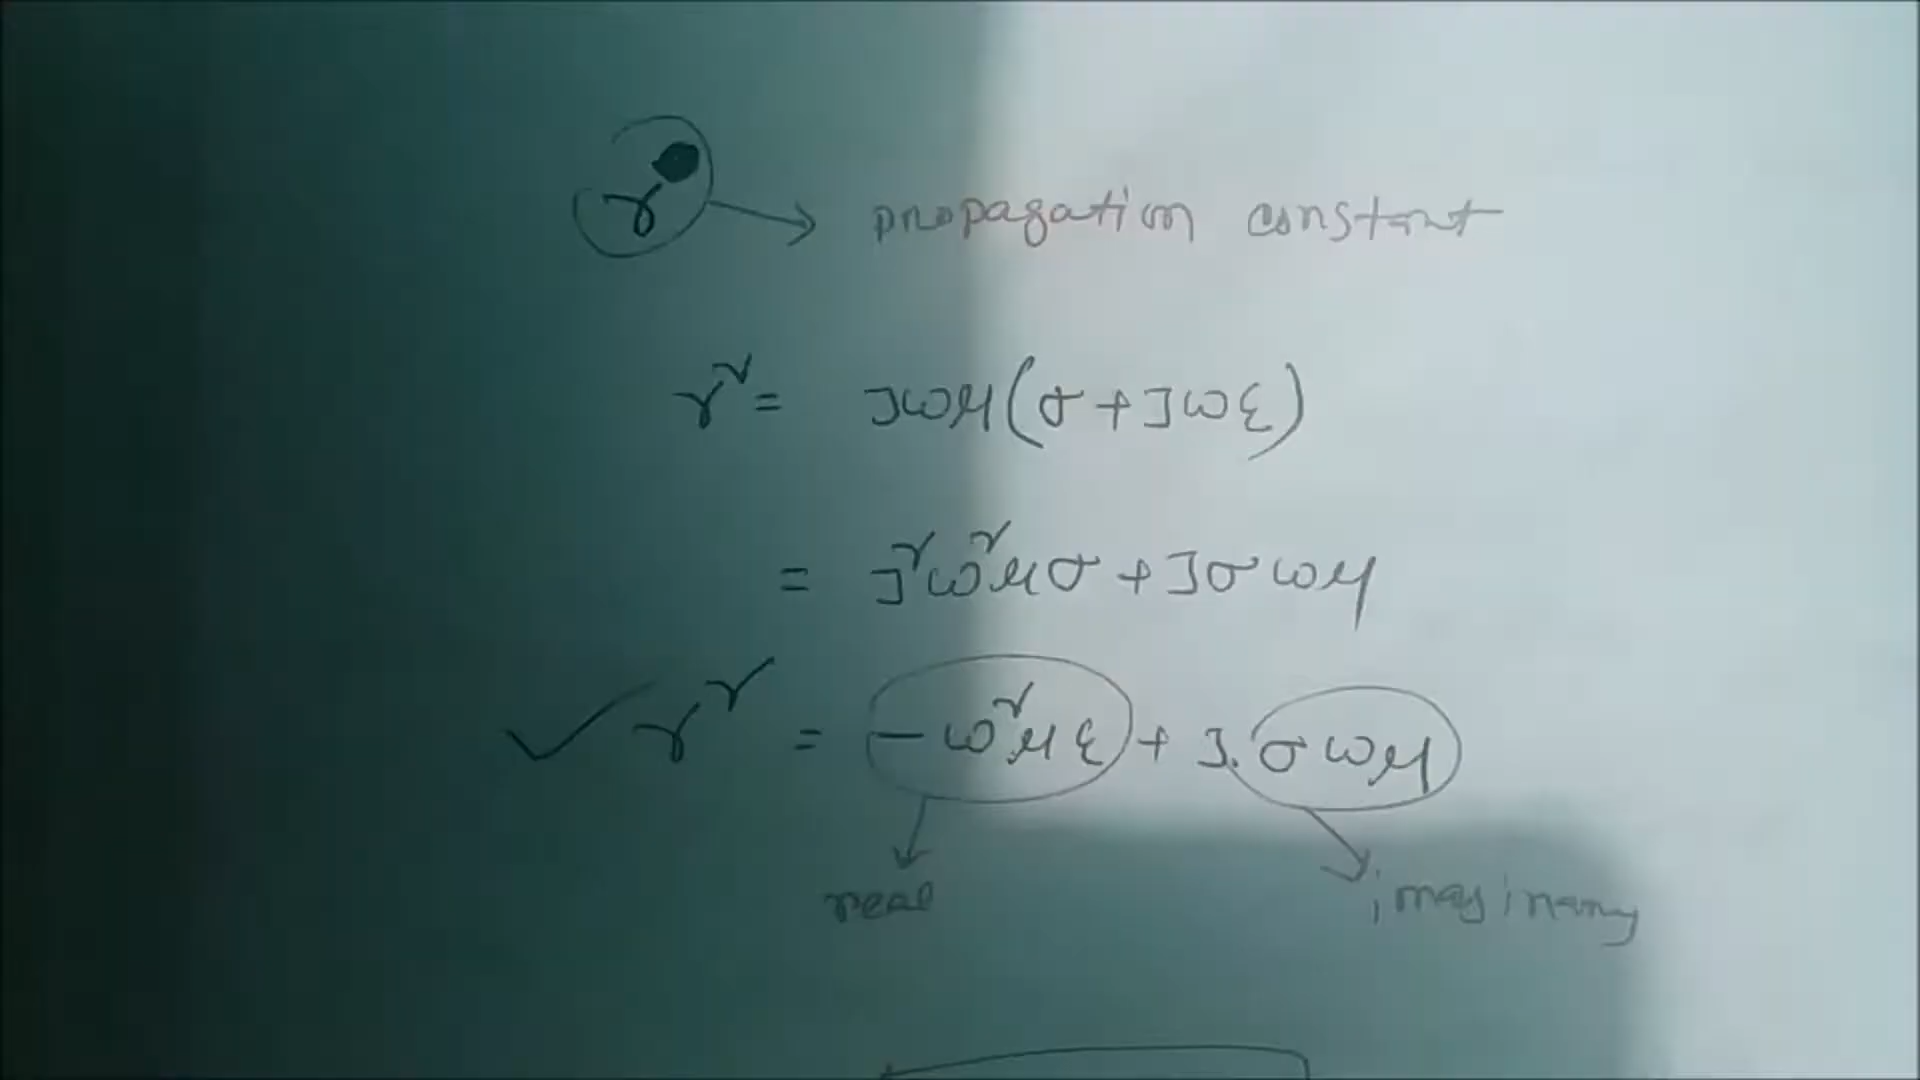 γ → propagation constant
γ² = Jωμ(σ+Jωε)
= J²ω²μσ + Jσωμ
✓ γ² = -ω²με + J.σωμ
real imaginary